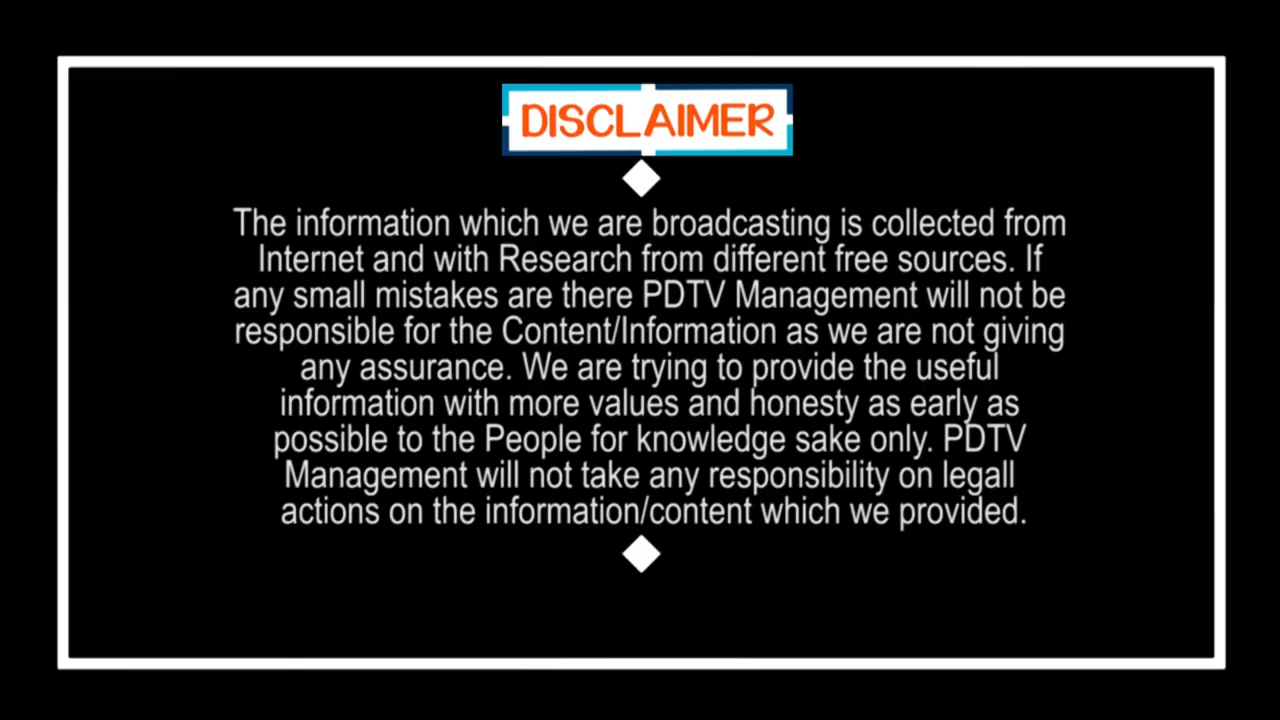 DISCLAIMER
The information which we are broadcasting is collected from
Internet and with Research from different free sources. If
any small mistakes are there PDTV Management will not be
responsible for the Content/Information as we are not giving
any assurance. We are trying to provide the useful
information with more values and honesty as early as
possible to the People for knowledge sake only. PDTV
Management will not take any responsibility on legall
actions on the information/content which we provided.